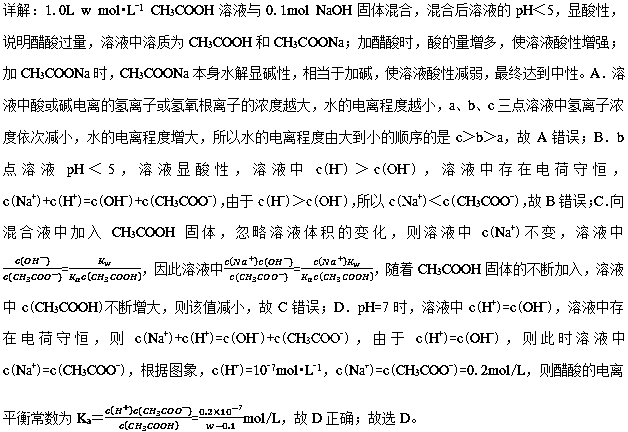 详解：1.0L w mol•L⁻¹ CH₃COOH 溶液与 0.1mol NaOH 固体混合，混合后溶液的 pH＜5，显酸性，
说明醋酸过量，溶液中溶质为 CH₃COOH 和 CH₃COONa；加醋酸时，酸的量增多，使溶液酸性增强；
加 CH₃COONa 时，CH₃COONa 本身水解显碱性，相当于加碱，使溶液酸性减弱，最终达到中性。A．溶
液中酸或碱电离的氢离子或氢氧根离子的浓度越大，水的电离程度越小，a、b、c 三点溶液中氢离子浓
度依次减小，水的电离程度增大，所以水的电离程度由大到小的顺序的是 c＞b＞a，故 A 错误；B．b
点溶液 pH＜5，溶液显酸性，溶液中 c(H⁺)＞c(OH⁻)，溶液中存在电荷守恒，
c(Na⁺)+c(H⁺)=c(OH⁻)+c(CH₃COO⁻),由于 c(H⁺)＞c(OH⁻),所以 c(Na⁺)＜c(CH₃COO⁻),故 B 错误;C.向
混合液中加入 CH₃COOH 固体，忽略溶液体积的变化，则溶液中 c(Na⁺)不变，溶液中
c(OH⁻)/c(CH₃COO⁻)=K_w/(K_a c(CH₃COOH))，因此溶液中c(Na⁺)c(OH⁻)/c(CH₃COO⁻)=c(Na⁺)K_w/(K_a c(CH₃COOH))，随着 CH₃COOH 固体的不断加入，溶液
中 c(CH₃COOH)不断增大，则该值减小，故 C 错误；D．pH=7 时，溶液中 c(H⁺)=c(OH⁻)，溶液中存
在电荷守恒，则 c(Na⁺)+c(H⁺)=c(OH⁻)+c(CH₃COO⁻)，由于 c(H⁺)=c(OH⁻)，则此时溶液中
c(Na⁺)=c(CH₃COO⁻)，根据图象，c(H⁺)=10⁻⁷mol•L⁻¹，c(Na⁺)=c(CH₃COO⁻)=0.2mol/L，则醋酸的电离
平衡常数为 Ka＝c(H⁺)c(CH₃COO⁻)/c(CH₃COOH)=0.2×10⁻⁷/(w-0.1)mol/L，故 D 正确；故选 D。